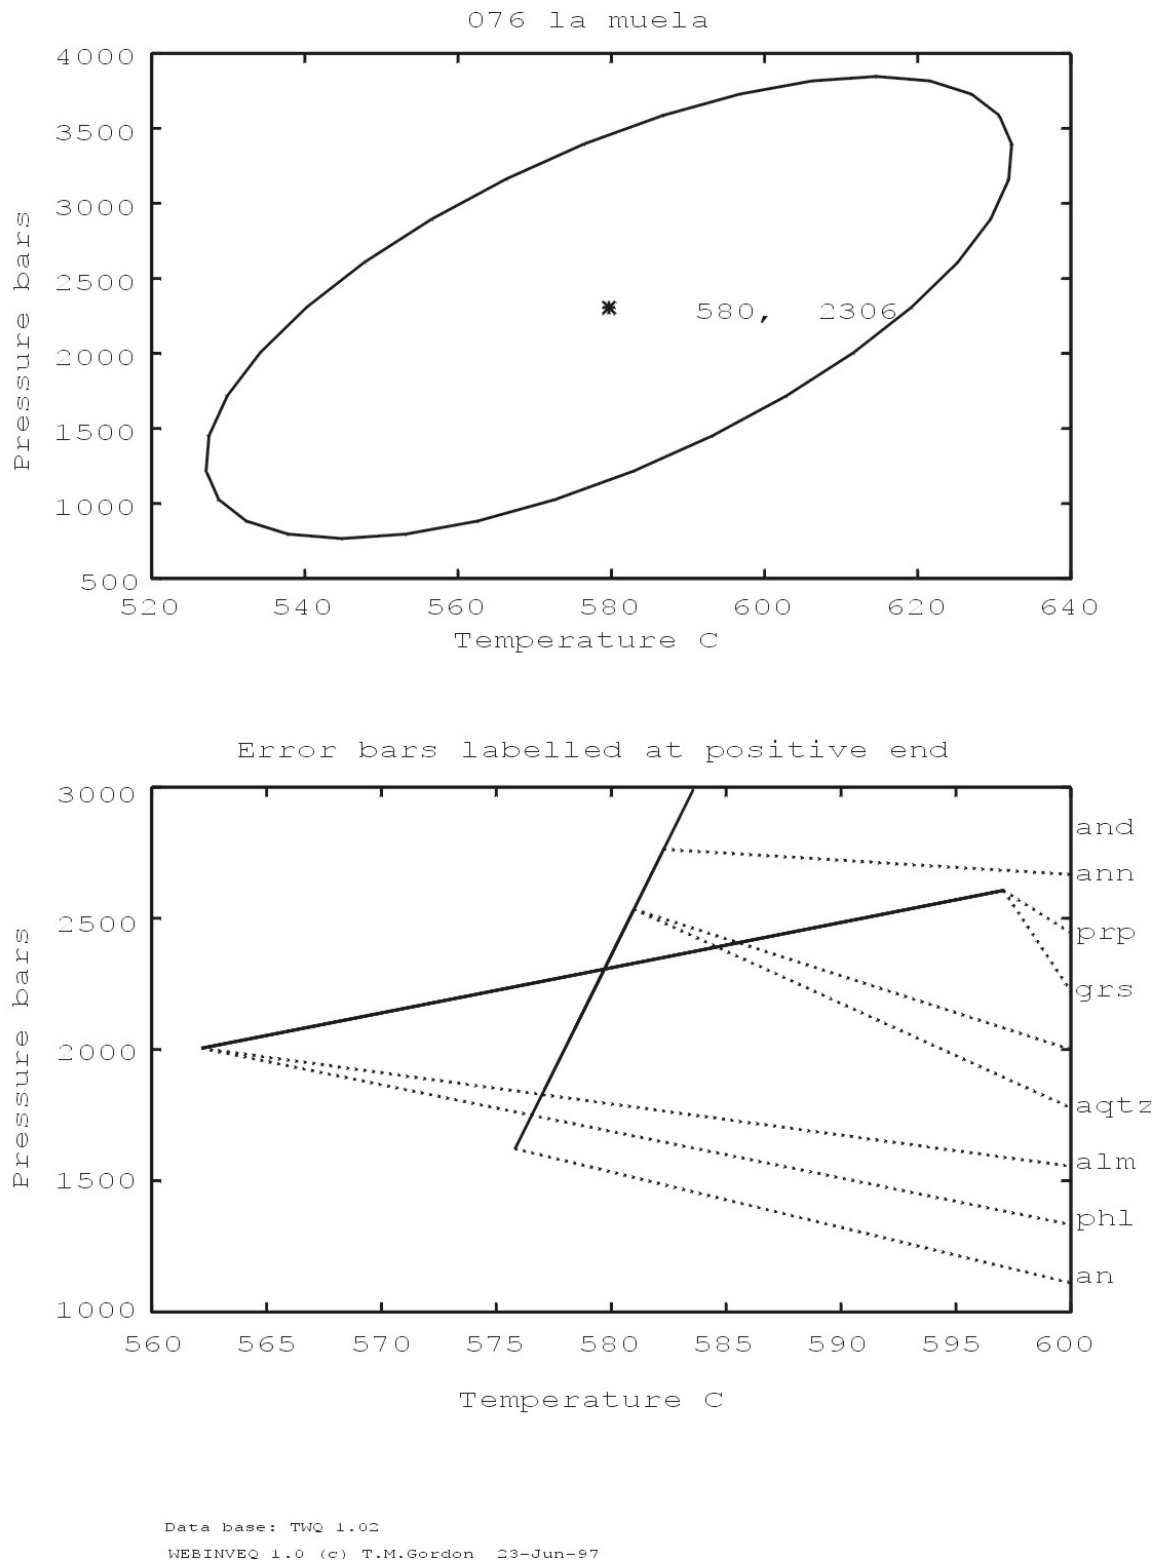 076 la muela
4000
3500
3000
2500
2000
1500
1000
500
Pressure bars
580, 2306
520 540 560 580 600 620 640
Temperature C
Error bars labelled at positive end
3000
2500
2000
1500
1000
Pressure bars
and
ann
prp
grs
aqtz
alm
phl
an
560 565 570 575 580 585 590 595 600
Temperature C
Data base: TWQ 1.02
WEBINVEQ 1.0 (c) T.M.Gordon 23-Jun-97